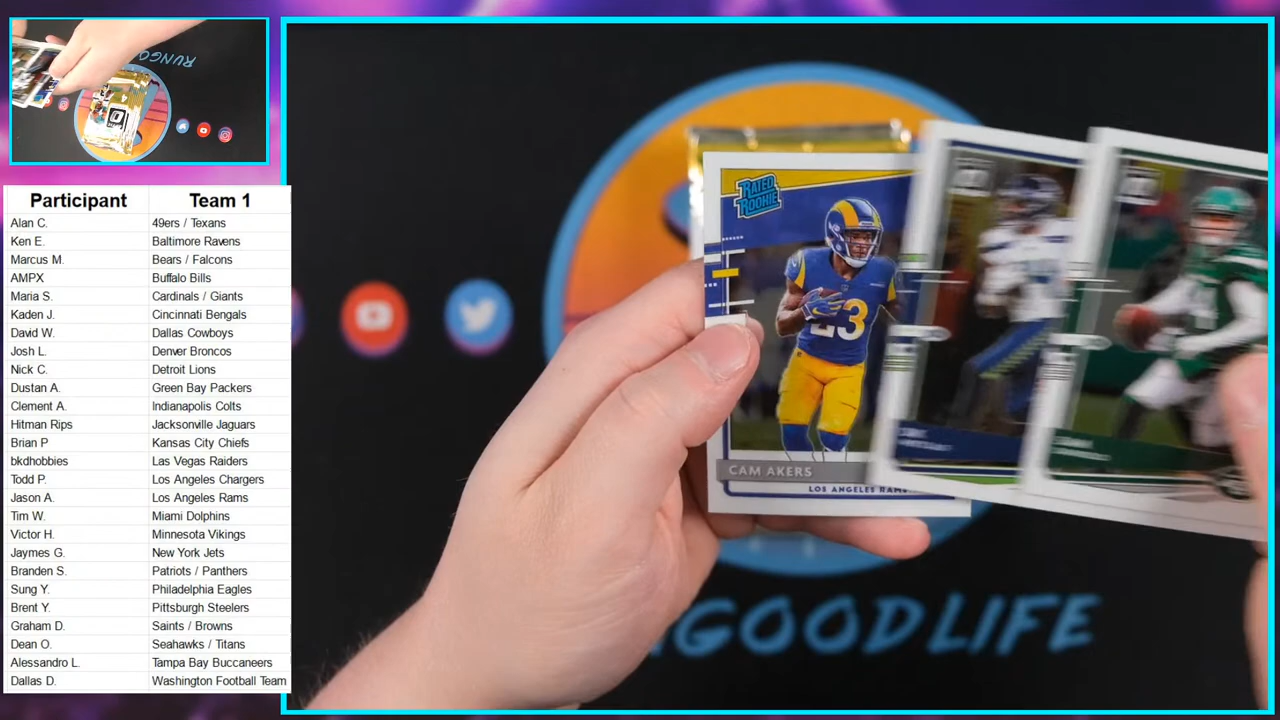 RUNGOOD
Participant Team 1
Alan C. 49ers / Texans
Ken E. Baltimore Ravens
Marcus M. Bears / Falcons
AMPX Buffalo Bills
Maria S. Cardinals / Giants
Kaden J. Cincinnati Bengals
David W. Dallas Cowboys
Josh L. Denver Broncos
Nick C. Detroit Lions
Dustan A. Green Bay Packers
Clement A. Indianapolis Colts
Hitman Rips Jacksonville Jaguars
Brian P Kansas City Chiefs
bkdhobbies Las Vegas Raiders
Todd P. Los Angeles Chargers
Jason A. Los Angeles Rams
Tim W. Miami Dolphins
Victor H. Minnesota Vikings
Jaymes G. New York Jets
Branden S. Patriots / Panthers
Sung Y. Philadelphia Eagles
Brent Y. Pittsburgh Steelers
Graham D. Saints / Browns
Dean O. Seahawks / Titans
Alessandro L. Tampa Bay Buccaneers
Dallas D. Washington Football Team
RATED
ROOKIE
23
CAM AKERS
LOS ANGELES RAMS
NGOODLIFE